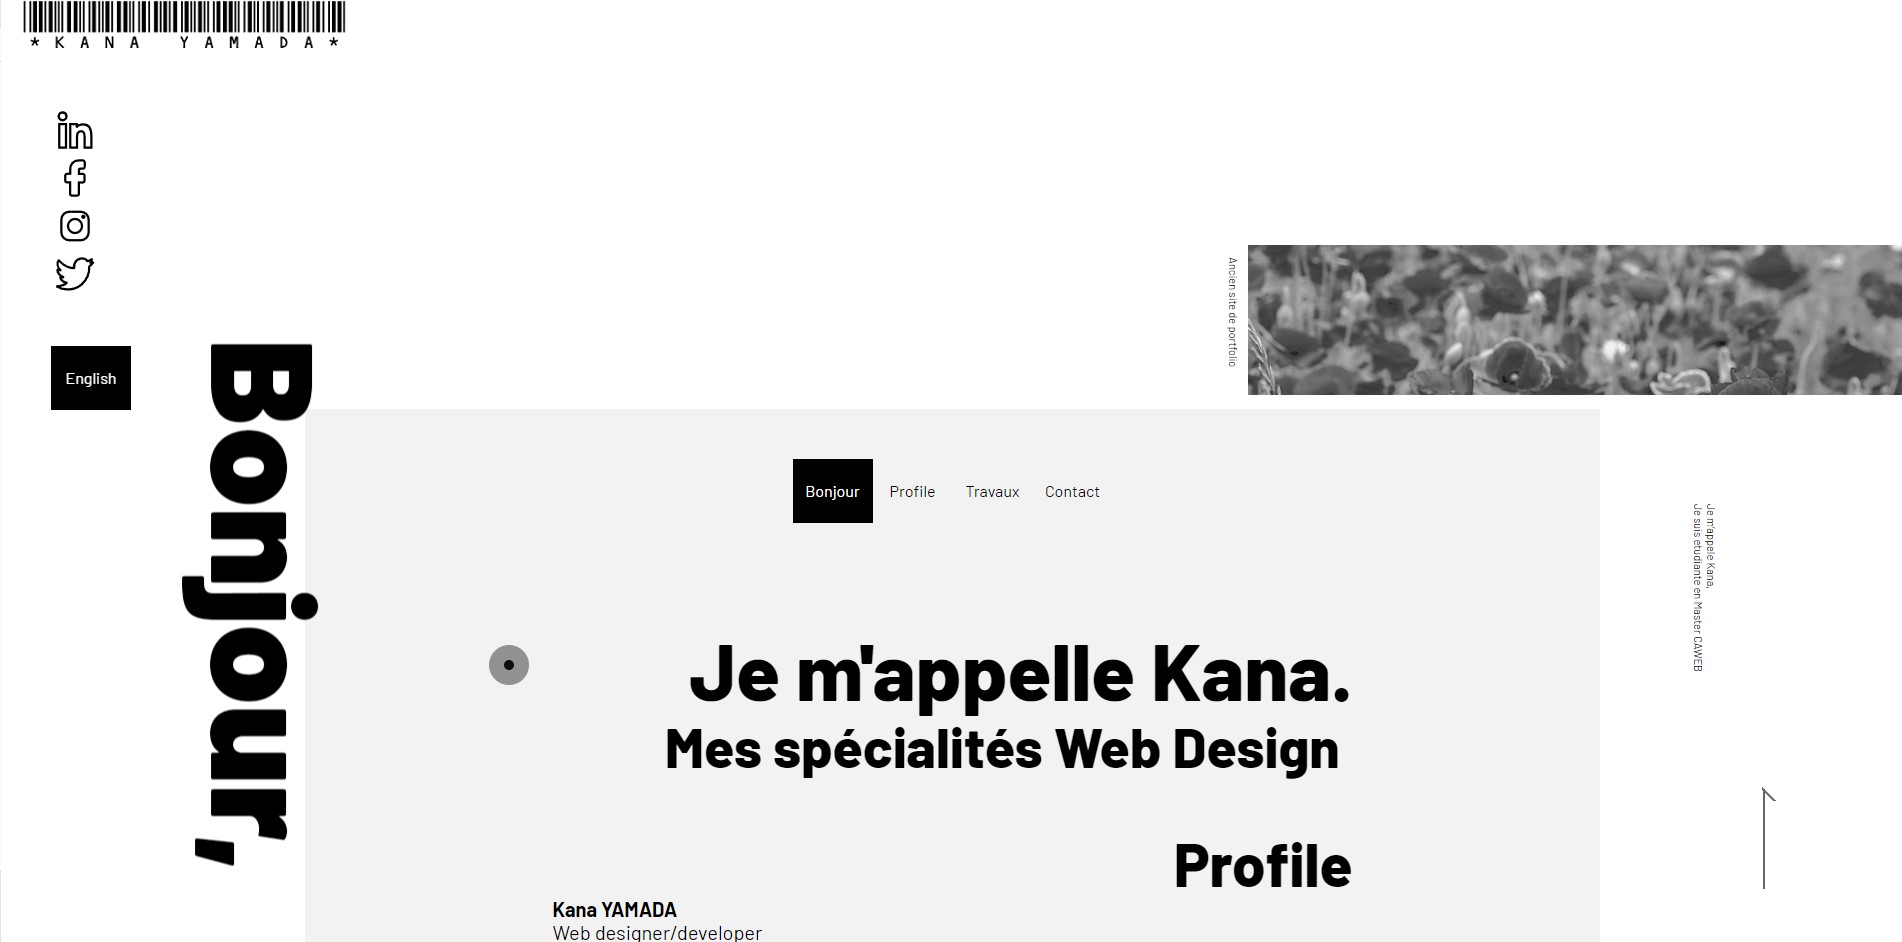 *KANA YAMADA*
English
Bonjour,
Ancien site de portfolio
Bonjour
Profile
Travaux
Contact
Je m'appele Kana,
Je suis etudiante en Master CAWEB
Je m'appelle Kana.
Mes spécialités Web Design
Profile
Kana YAMADA
Web designer/developer